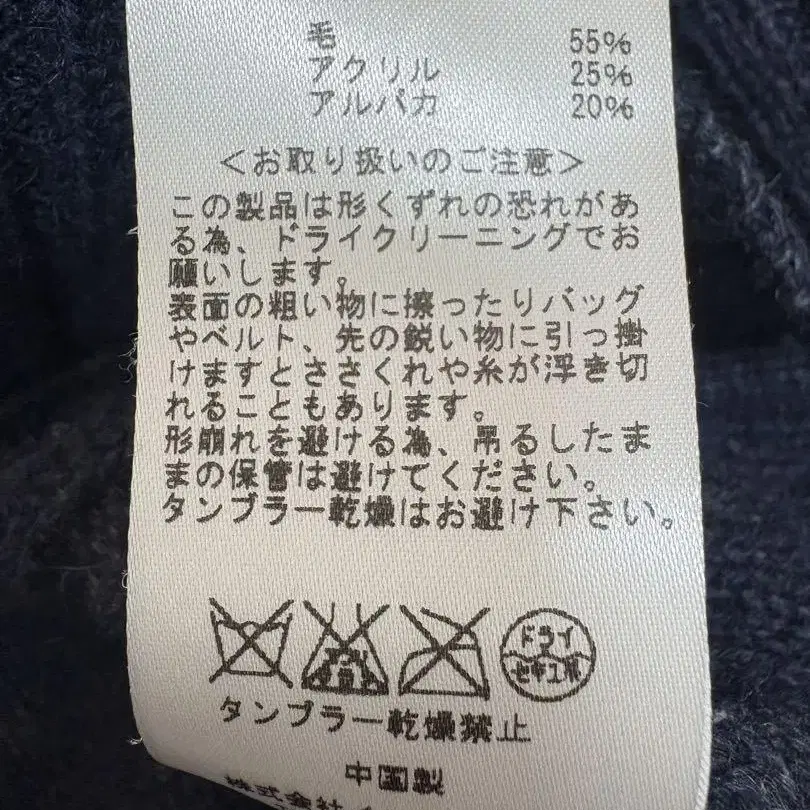 毛 55%
アクリル 25%
アルパカ 20%
＜お取り扱いのご注意＞
この製品は形くずれの恐れがあ
る為、ドライクリーニングでお
願いします。
表面の粗い物に擦ったりバッグ
やベルト、先の鋭い物に引っ掛
けますとささくれや糸が浮き切
れることもあります。
形崩れを避ける為、吊るしたま
まの保管は避けてください。
タンブラー乾燥はお避け下さい。
ドライ
セキユ系
タンブラー乾燥禁止
中国製
株式会社